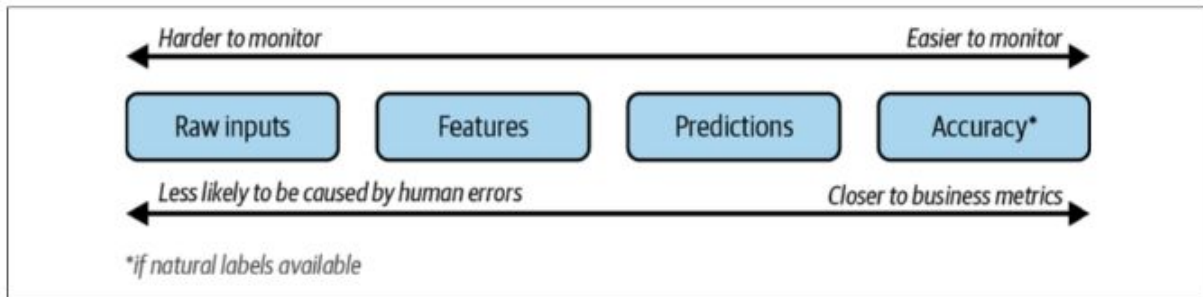 Harder to monitor Easier to monitor
Raw inputs Features Predictions Accuracy*
Less likely to be caused by human errors Closer to business metrics
*if natural labels available